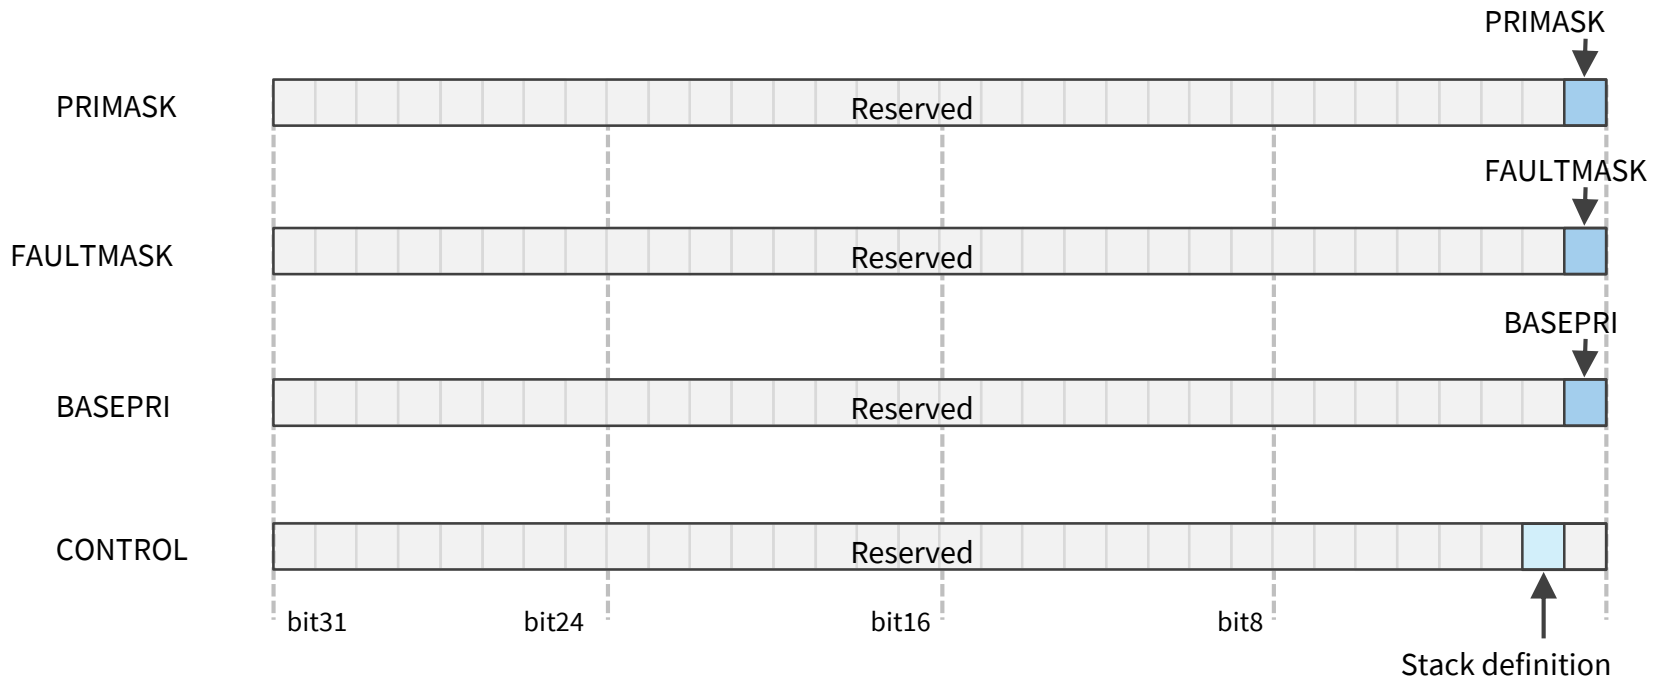 PRIMASK
PRIMASK
Reserved
FAULTMASK
FAULTMASK
Reserved
BASEPRI
BASEPRI
Reserved
CONTROL
Reserved
bit31
bit24
bit16
bit8
Stack definition